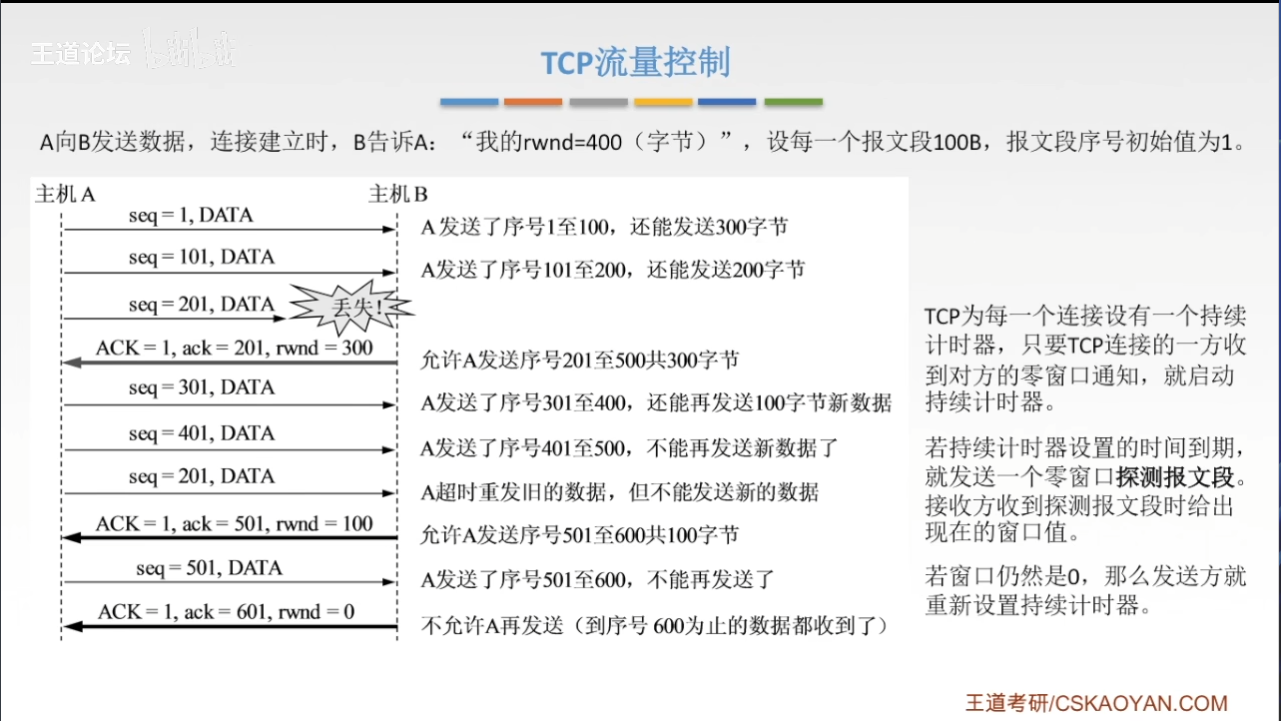 王道论坛
TCP流量控制
A向B发送数据，连接建立时，B告诉A：“我的rwnd=400（字节）”，设每一个报文段100B，报文段序号初始值为1。
主机A 主机B
seq = 1, DATA
A发送了序号1至100，还能发送300字节
seq = 101, DATA
A发送了序号101至200，还能发送200字节
seq = 201, DATA 丢失！
ACK = 1, ack = 201, rwnd = 300
允许A发送序号201至500共300字节
seq = 301, DATA
A发送了序号301至400，还能再发送100字节新数据
seq = 401, DATA
A发送了序号401至500，不能再发送新数据了
seq = 201, DATA
A超时重发旧的数据，但不能发送新的数据
ACK = 1, ack = 501, rwnd = 100
允许A发送序号501至600共100字节
seq = 501, DATA
A发送了序号501至600，不能再发送了
ACK = 1, ack = 601, rwnd = 0
不允许A再发送（到序号 600为止的数据都收到了）
TCP为每一个连接设有一个持续
计时器，只要TCP连接的一方收
到对方的零窗口通知，就启动
持续计时器。
若持续计时器设置的时间到期，
就发送一个零窗口探测报文段。
接收方收到探测报文段时给出
现在的窗口值。
若窗口仍然是0，那么发送方就
重新设置持续计时器。
王道考研/CSKAOYAN.COM